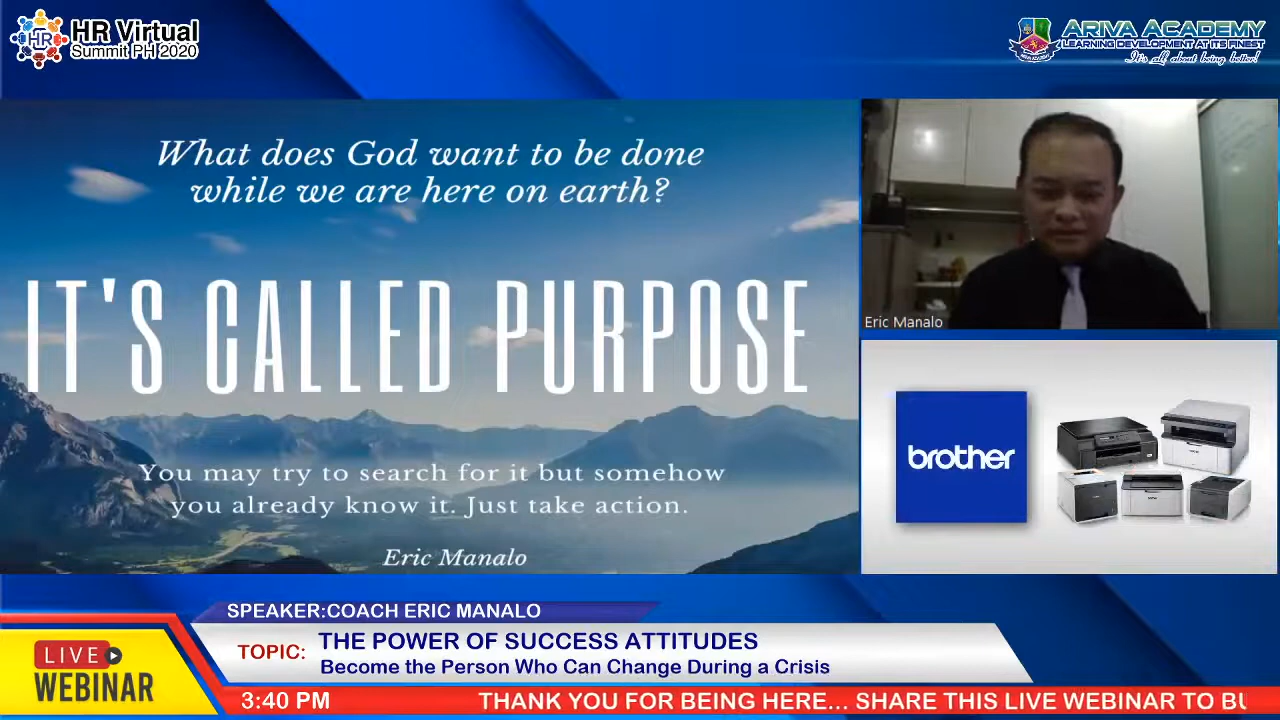 HR Virtual
Summit PH 2020
HR
ARIVA ACADEMY
LEARNING DEVELOPMENT AT ITS FINEST
It's all about being better!
What does God want to be done
while we are here on earth?
IT'S CALLED PURPOSE
You may try to search for it but somehow
you already know it. Just take action.
Eric Manalo
Eric Manalo
brother
SPEAKER:COACH ERIC MANALO
TOPIC: THE POWER OF SUCCESS ATTITUDES
Become the Person Who Can Change During a Crisis
LIVE
WEBINAR
3:40 PM THANK YOU FOR BEING HERE... SHARE THIS LIVE WEBINAR TO